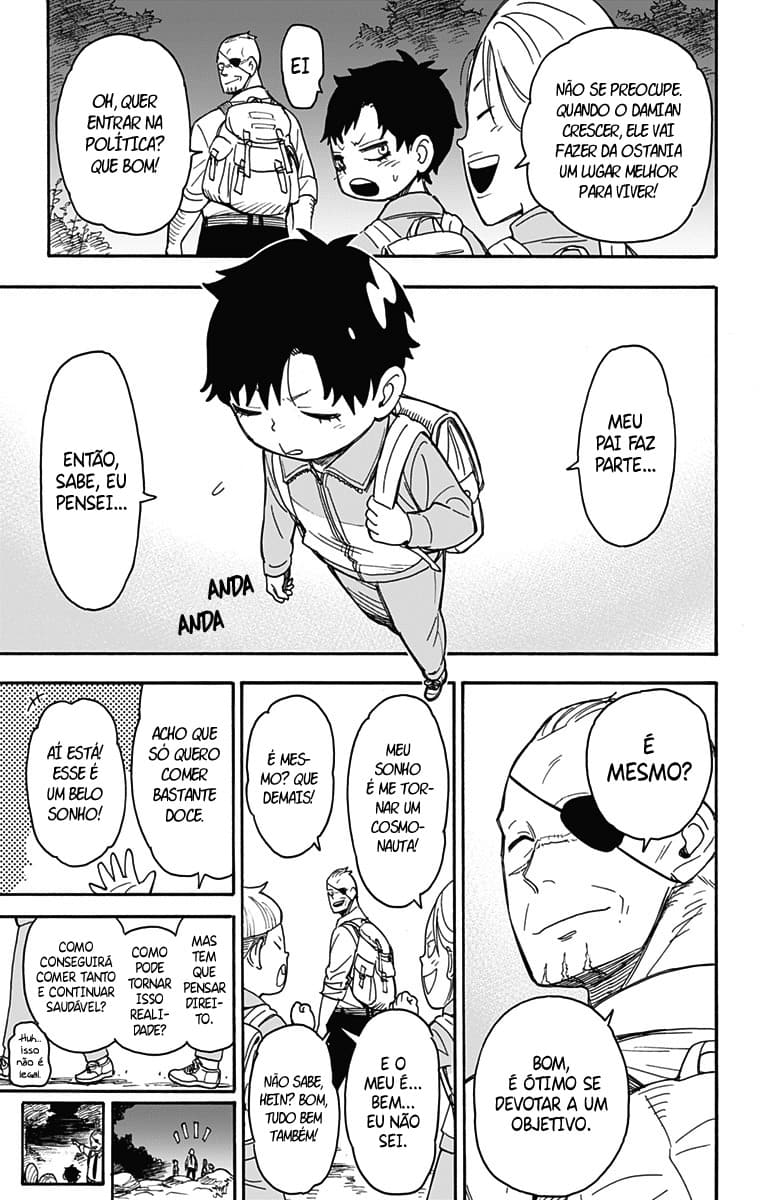 NÃO SE PREOCUPE.
QUANDO O
DAMIAN
CRESCER, ELE VAI
FAZER DA OSTANIA
UM LUGAR MELHOR
PARA VIVER!
EI
OH, QUER
ENTRAR NA
POLÍTICA?
QUE BOM!
MEU
PAI FAZ
PARTE...
ENTÃO,
SABE, EU
PENSEI...
ANDA
ANDA
É
MESMO?
BOM,
É ÓTIMO SE
DEVOTAR A UM
OBJETIVO.
MEU
SONHO
É ME TOR-
NAR UM
COSMO-
NAUTA!
É MES-
MO? QUE
DEMAIS!
E O
MEU É...
BEM...
EU NÃO
SEI.
NÃO SABE,
HEIN? BOM,
TUDO BEM
TAMBÉM!
ACHO QUE
SÓ QUERO
COMER
BASTANTE
DOCE.
AÍ ESTÁ!
ESSE É
UM BELO
SONHO!
MAS TEM
QUE
PENSAR
DIREI-
TO.
COMO
PODE
TORNAR
ISSO
REALI-
DADE?
COMO
CONSEGUIRÁ
COMER TANTO
E CONTINUAR
SAUDÁVEL?
Huh...
isso
não é
legal.